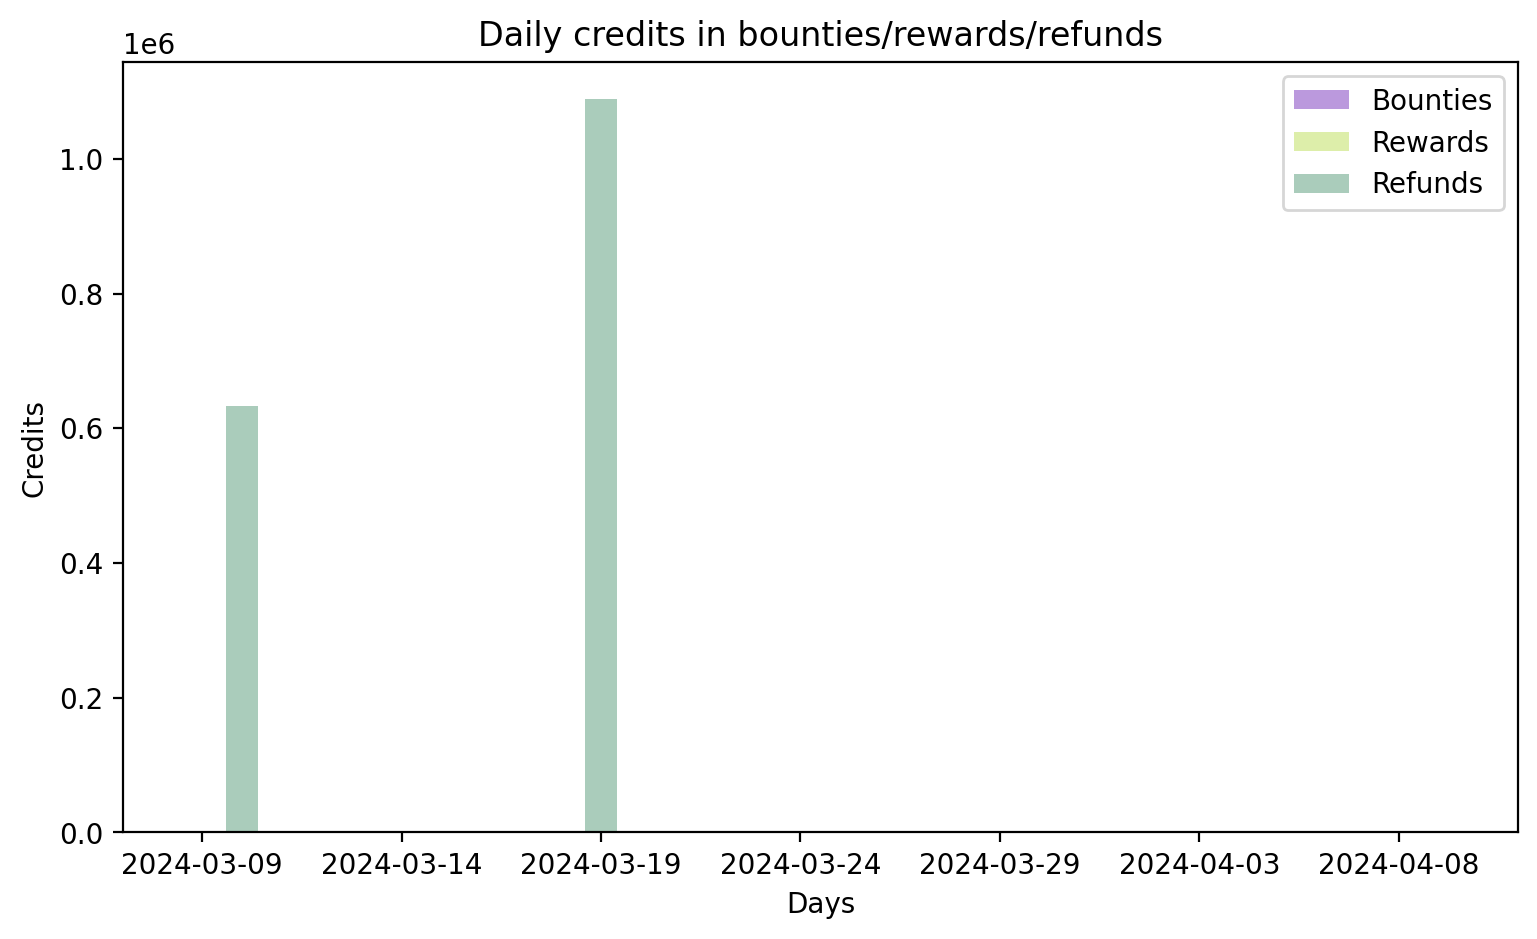 Daily credits in bounties/rewards/refunds
1e6
Bounties
Rewards
Refunds
1.0
0.8
0.6
0.4
0.2
0.0
Credits
2024-03-09 2024-03-14 2024-03-19 2024-03-24 2024-03-29 2024-04-03 2024-04-08
Days